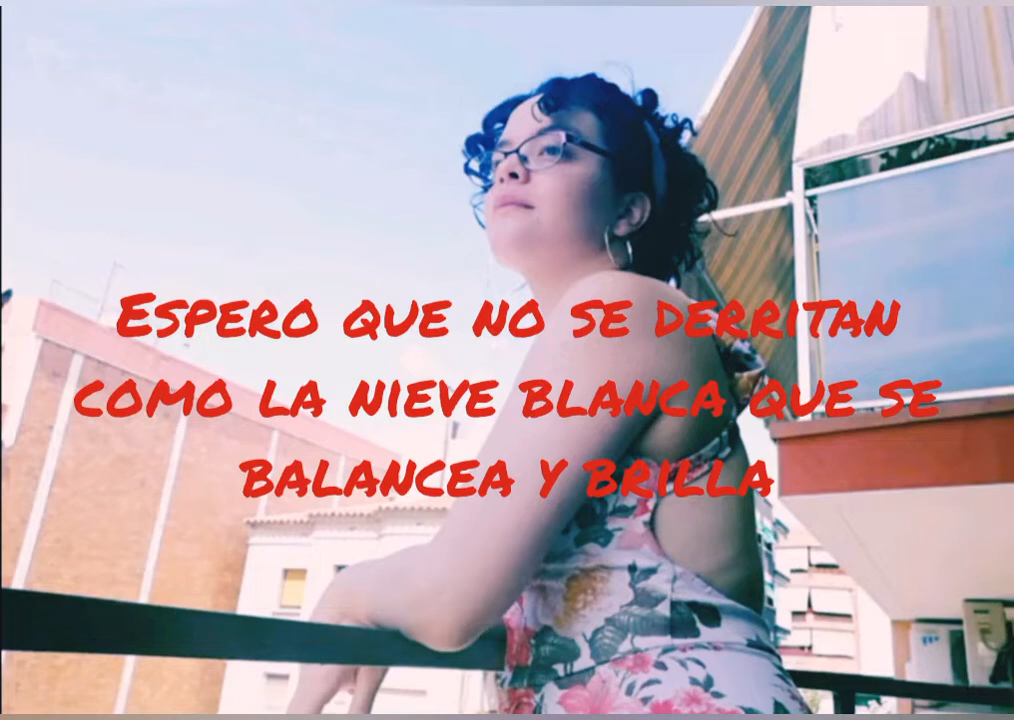 Espero que no se derritan
como la nieve blanca que se
balancea y brilla